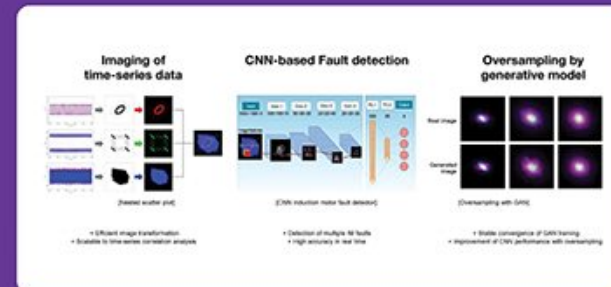 Imaging of
time-series data
CNN-based Fault detection
Oversampling by
generative model
Real image
Generated
image
[Nested scatter plot]
[CNN induction motor fault detector]
[Oversampling with GAN]
+ Efficient image transformation
+ Scalable to time-series correlation analysis
+ Detection of multiple IM faults
+ High accuracy in real time
+ Stable convergence of GAN training
+ Improvement of CNN performance with oversampling